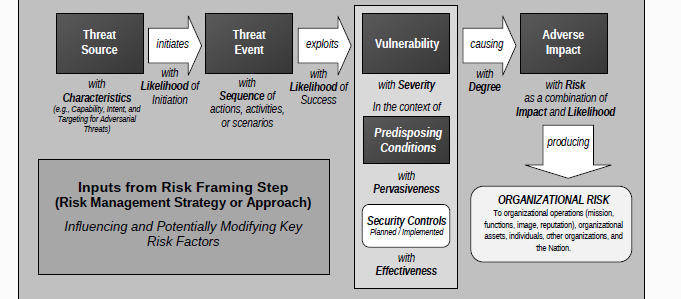 Threat
Source
initiates
Threat
Event
exploits
Vulnerability
causing
Adverse
Impact
with
Characteristics
(e.g., Capability, Intent, and
Targeting for Adversarial
Threats)
with
Likelihood of
Initiation
with
Sequence of
actions, activities,
or scenarios
with
Likelihood of
Success
with Severity
In the context of
Predisposing
Conditions
with
Pervasiveness
Security Controls
Planned / Implemented
with
Effectiveness
with
Degree
with Risk
as a combination of
Impact and Likelihood
producing
ORGANIZATIONAL RISK
To organizational operations (mission,
functions, image, reputation), organizational
assets, individuals, other organizations, and
the Nation.
Inputs from Risk Framing Step
(Risk Management Strategy or Approach)
Influencing and Potentially Modifying Key
Risk Factors